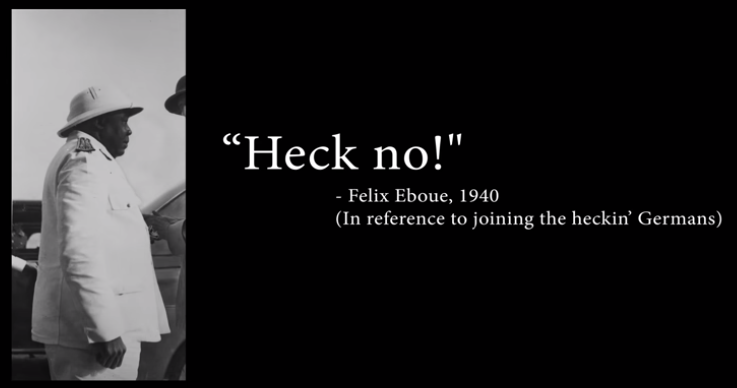 “Heck no!"
- Felix Eboue, 1940
(In reference to joining the heckin’ Germans)